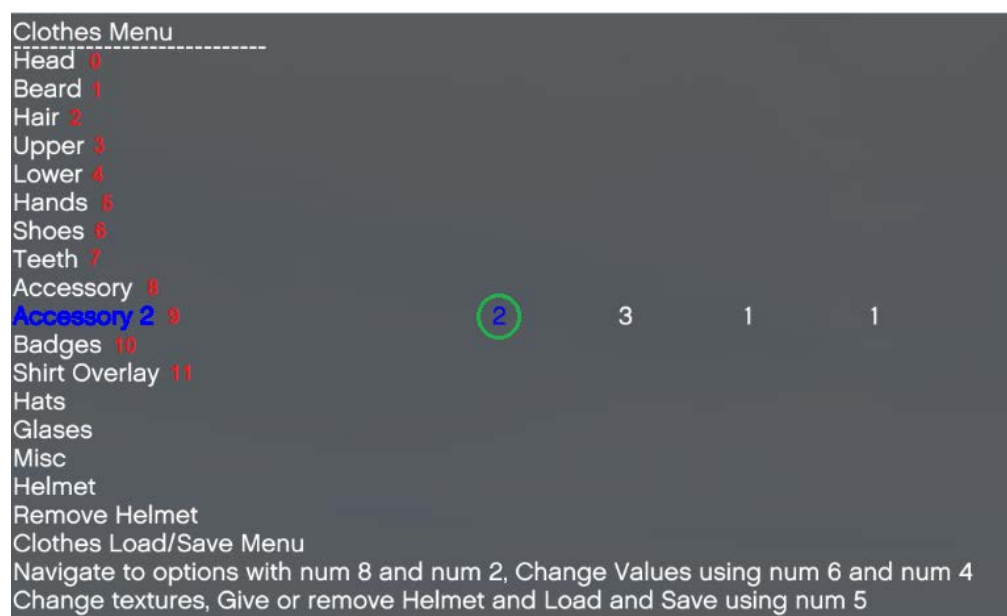 Clothes Menu
---------------------------
Head 0
Beard 1
Hair 2
Upper 3
Lower 4
Hands 5
Shoes 6
Teeth 7
Accessory 8
Accessory 2 9 2 3 1 1
Badges 10
Shirt Overlay 11
Hats
Glases
Misc
Helmet
Remove Helmet
Clothes Load/Save Menu
Navigate to options with num 8 and num 2, Change Values using num 6 and num 4
Change textures, Give or remove Helmet and Load and Save using num 5